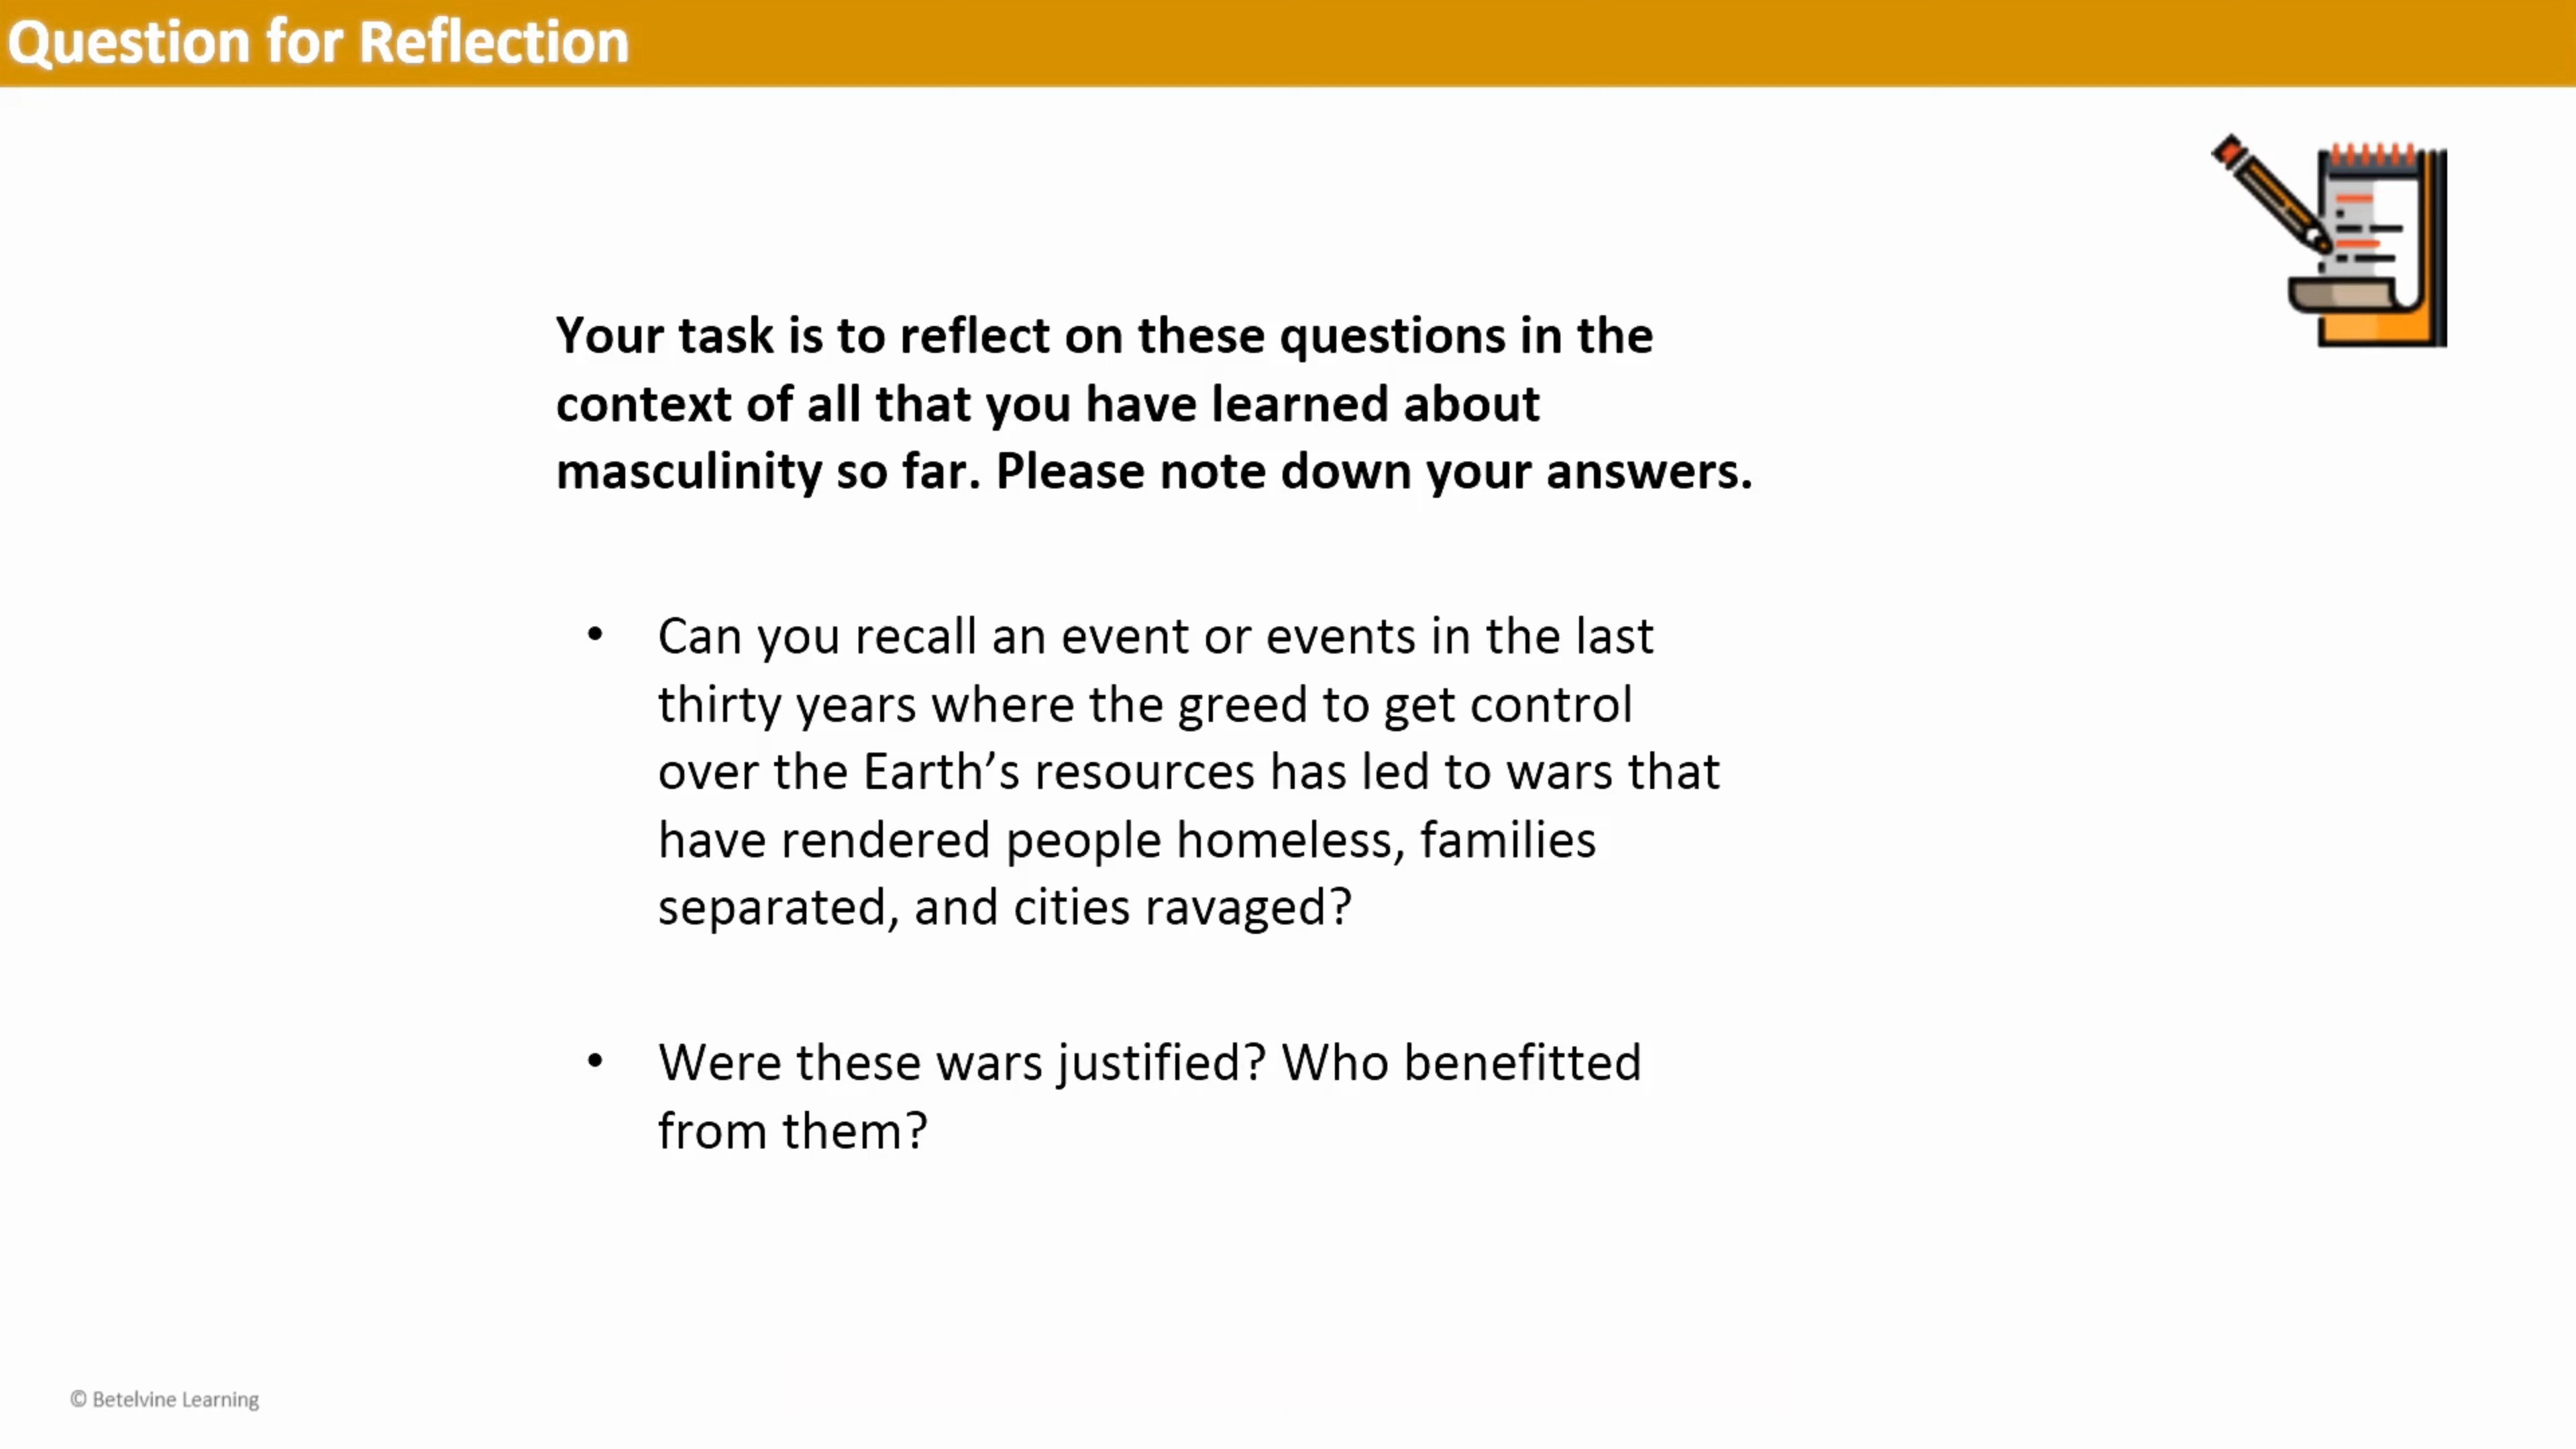 Question for Reflection
Your task is to reflect on these questions in the
context of all that you have learned about
masculinity so far. Please note down your answers.
• Can you recall an event or events in the last
thirty years where the greed to get control
over the Earth’s resources has led to wars that
have rendered people homeless, families
separated, and cities ravaged?
• Were these wars justified? Who benefitted
from them?
© Betelvine Learning